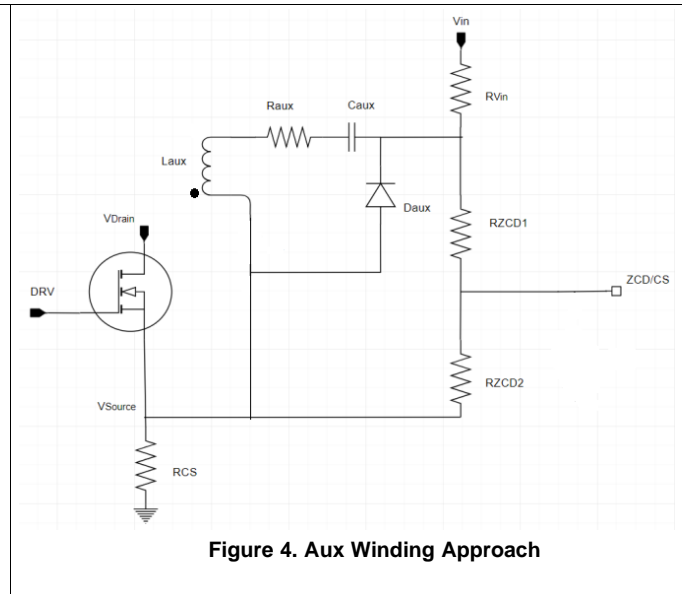 Vin
RVin
Raux
Caux
Laux
Daux
RZCD1
VDrain
DRV
ZCD/CS
RZCD2
VSource
RCS
Figure 4. Aux Winding Approach